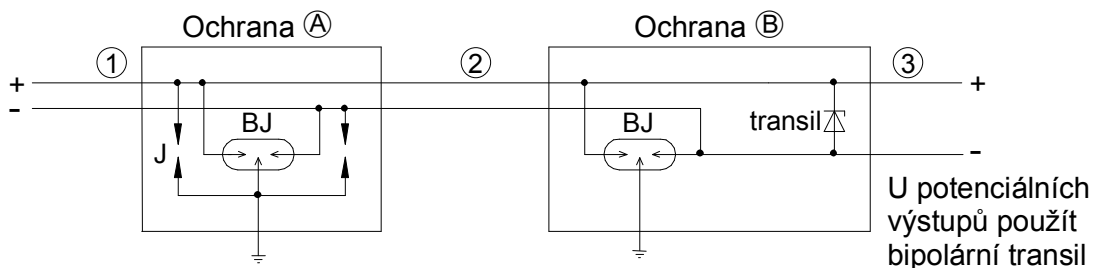 Ochrana Ⓐ
Ochrana Ⓑ
①
②
③
+
-
+
-
BJ
J
BJ
transil
U potenciálních
výstupů použít
bipolární transil